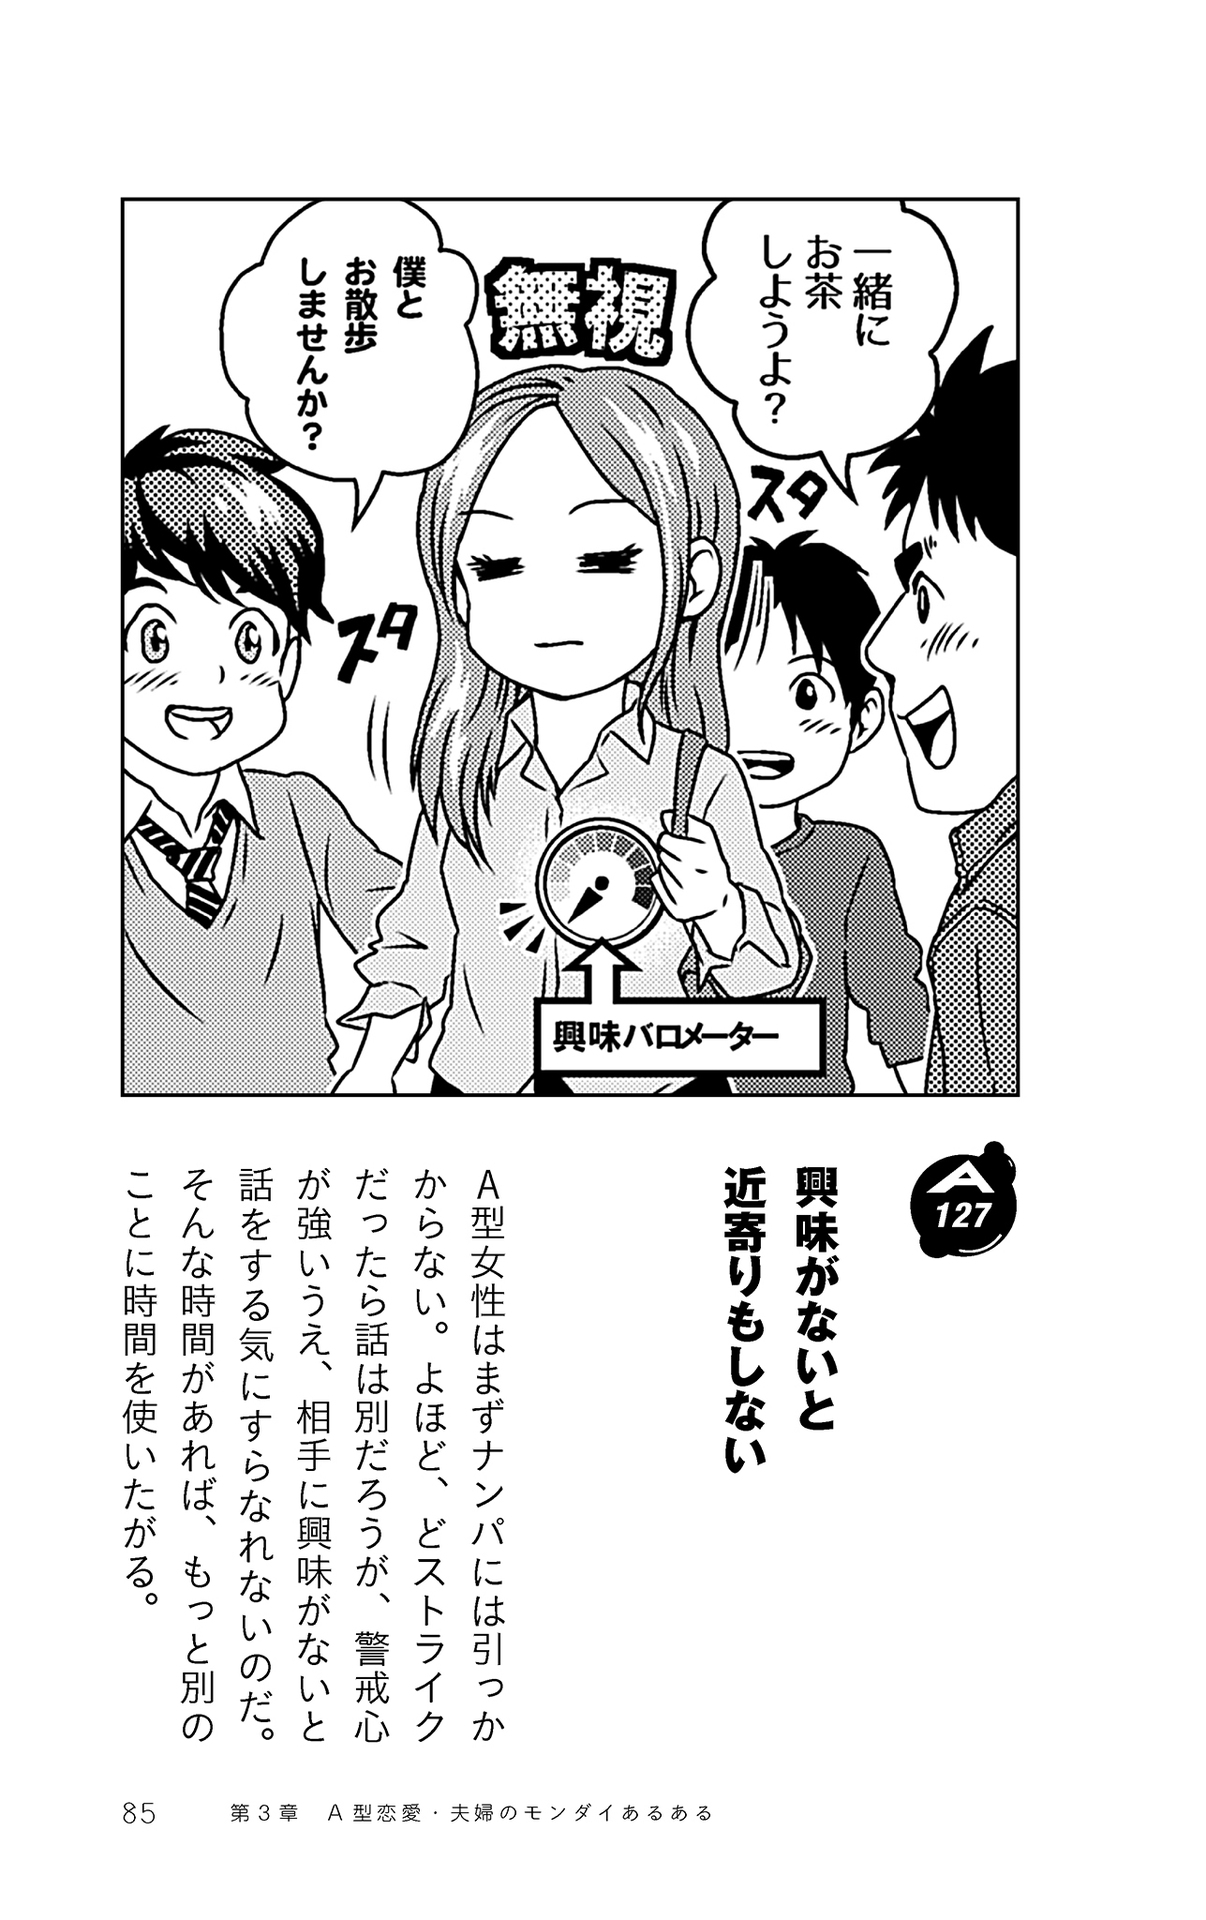 一緒に
お茶
しようよ？
無視
僕と
お散歩
しませんか？
スタ
スタ
興味バロメーター
A
127
興味がないと
近寄りもしない
A型女性はまずナンパには引っか
からない。よほど、どストライク
だったら話は別だろうが、警戒心
が強いうえ、相手に興味がないと
話をする気にすらなれないのだ。
そんな時間があれば、もっと別の
ことに時間を使いたがる。
85 第3章 A型恋愛・夫婦のモンダイあるある